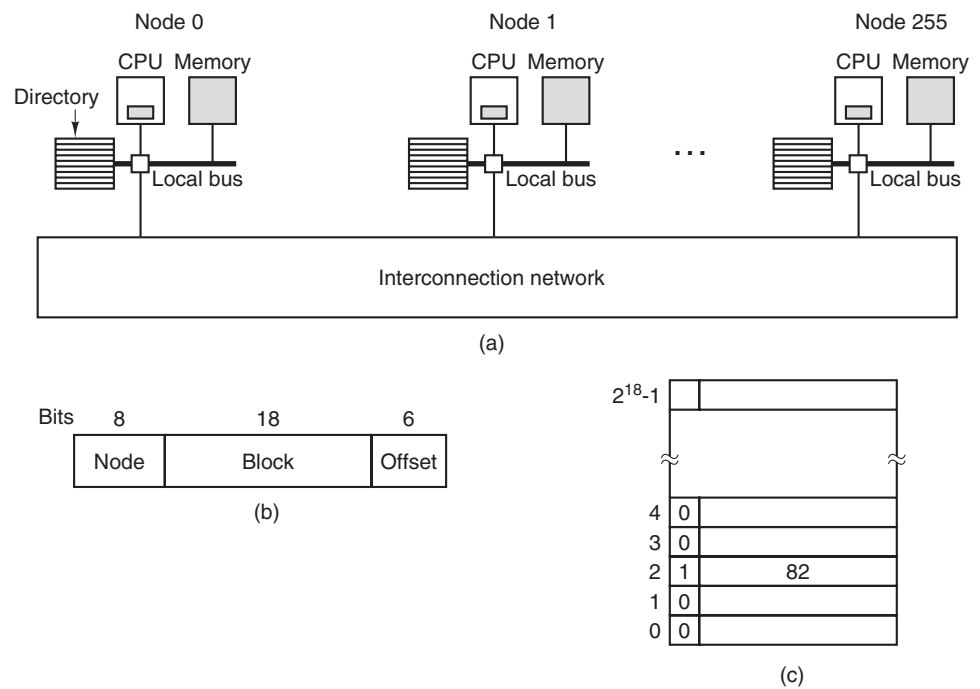 Node 0 Node 1 Node 255
CPU Memory CPU Memory CPU Memory
Directory
...
Local bus Local bus Local bus
Interconnection network
(a)
Bits 8 18 6
Node Block Offset
(b)
2^18-1
4 0
3 0
2 1 82
1 0
0 0
(c)